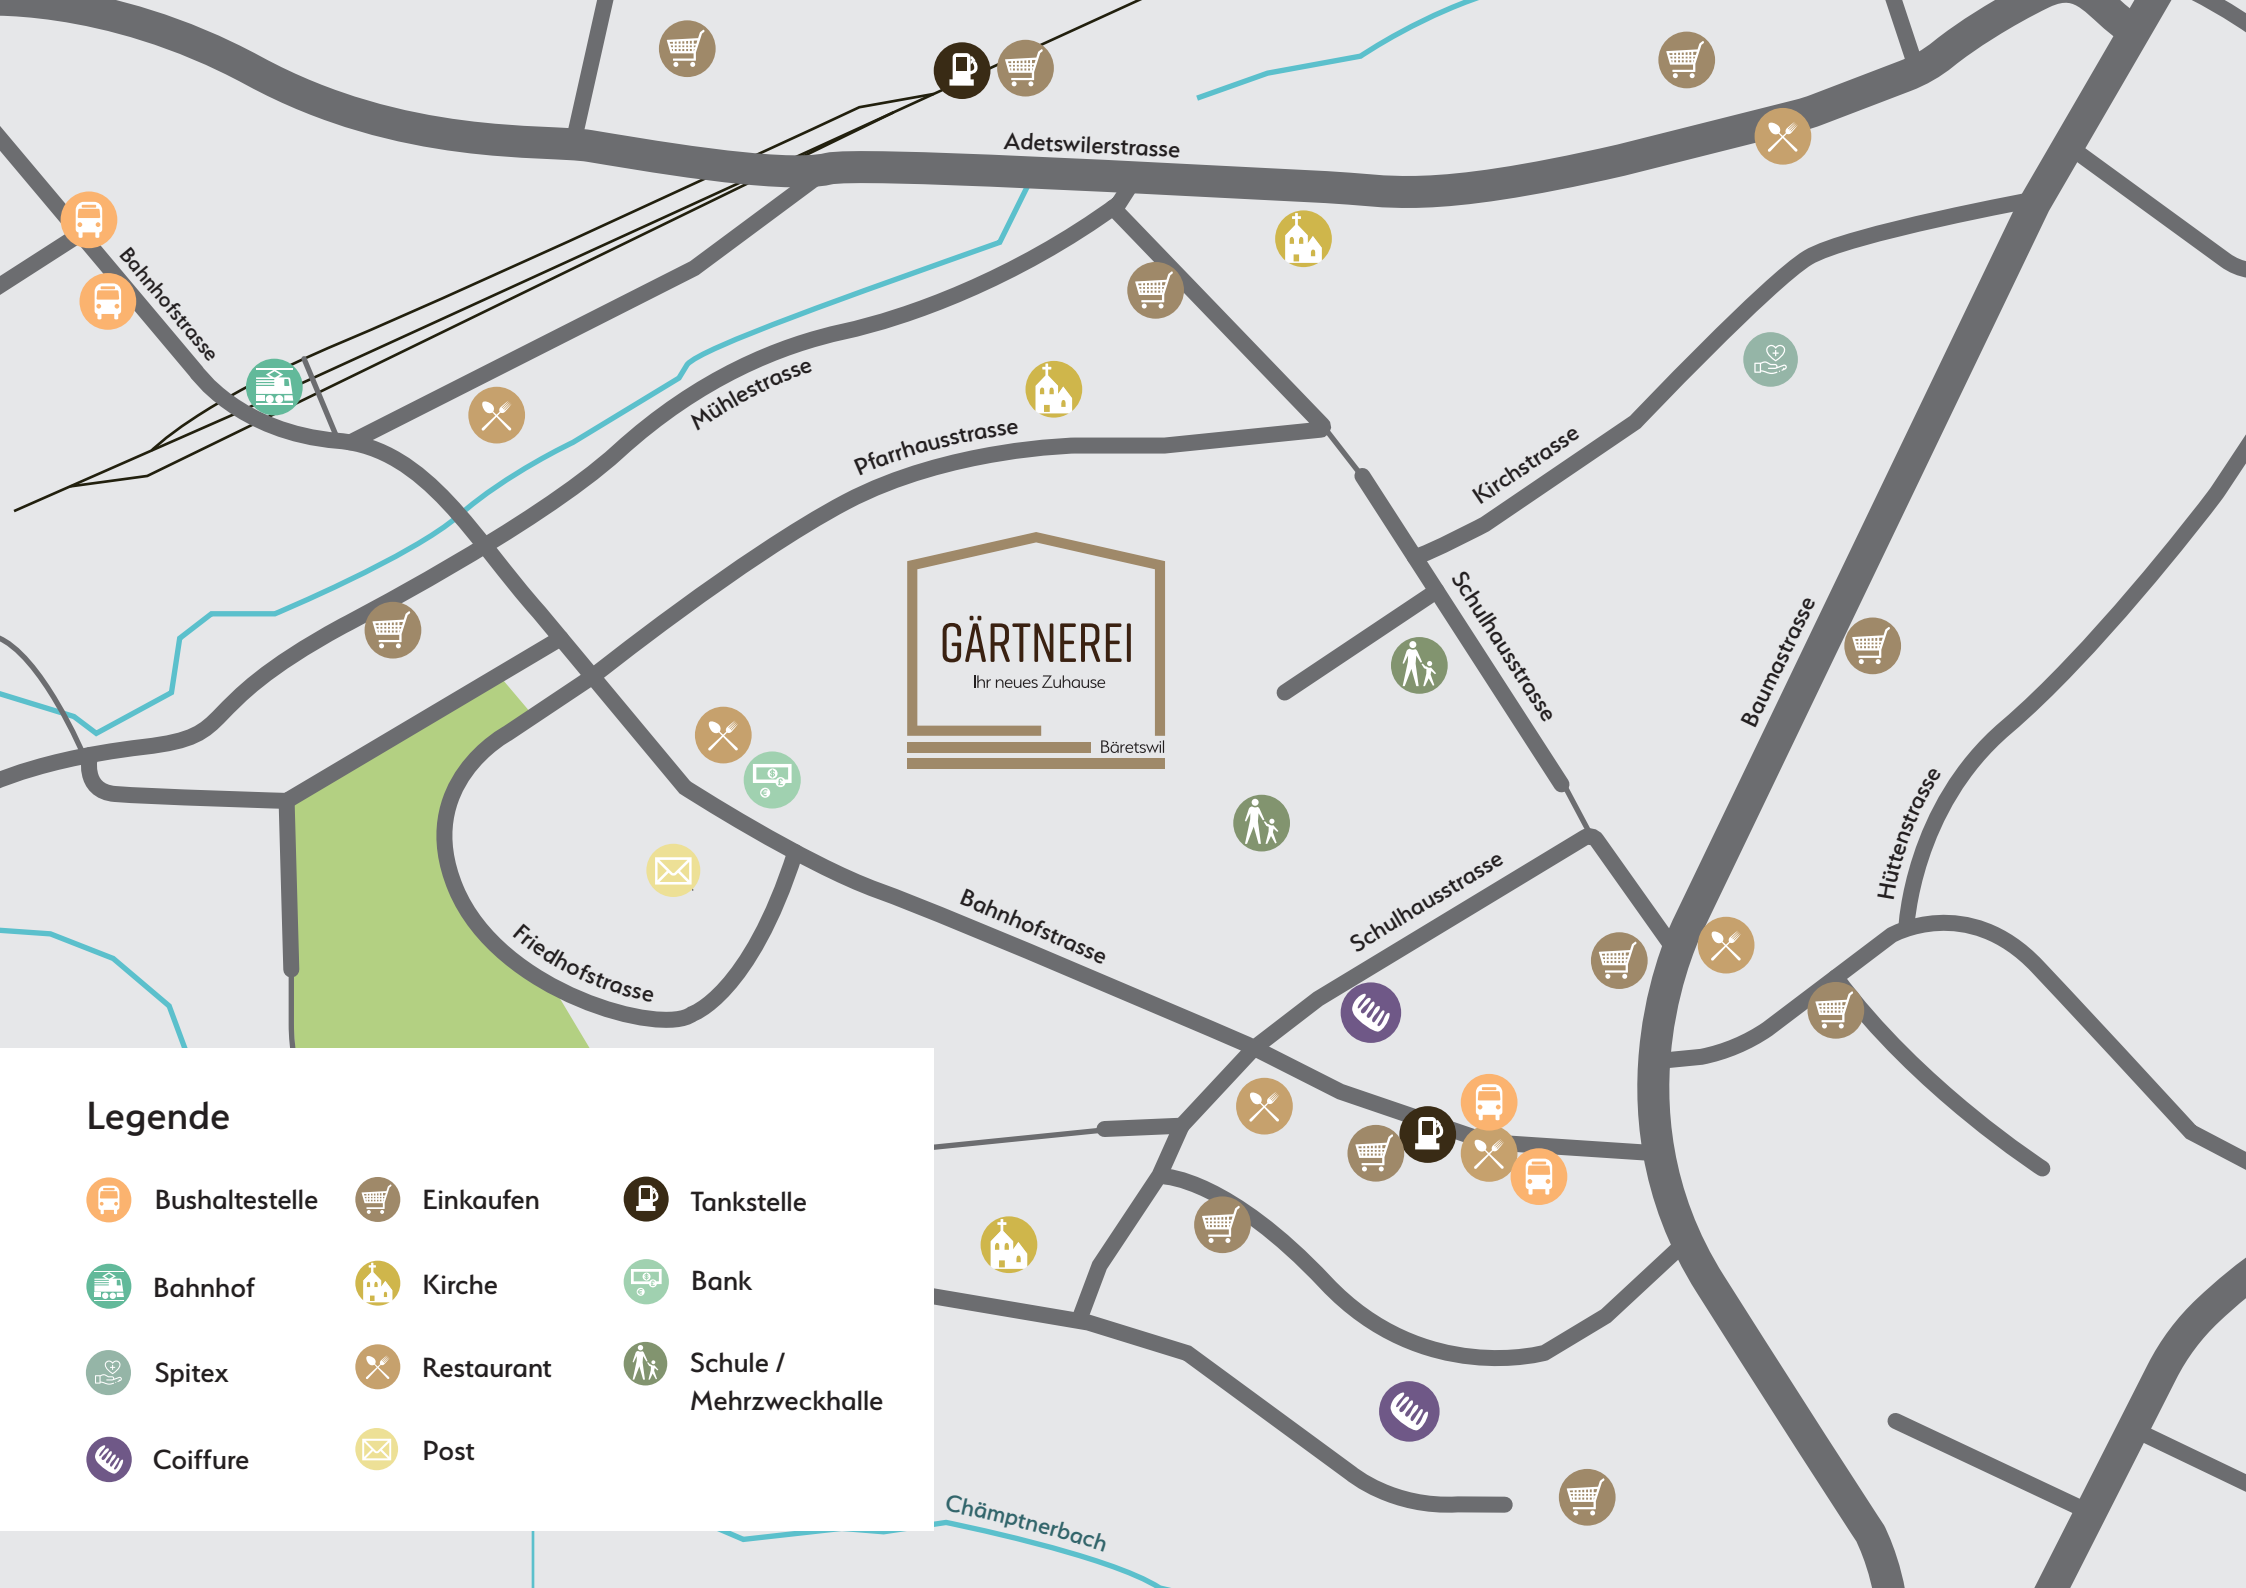 Adetswilerstrasse
Bahnhofstrasse
Mühlestrasse
Pfarrhausstrasse
Kirchstrasse
GÄRTNEREI
Ihr neues Zuhause
Bäretswil
Schulhausstrasse
Baumastrasse
Hüttenstrasse
Schulhausstrasse
Bahnhofstrasse
Friedhofstrasse
Legende
Bushaltestelle
Einkaufen
Tankstelle
Bahnhof
Kirche
Bank
Spitex
Restaurant
Schule /
Mehrzweckhalle
Coiffure
Post
Chämptnerbach